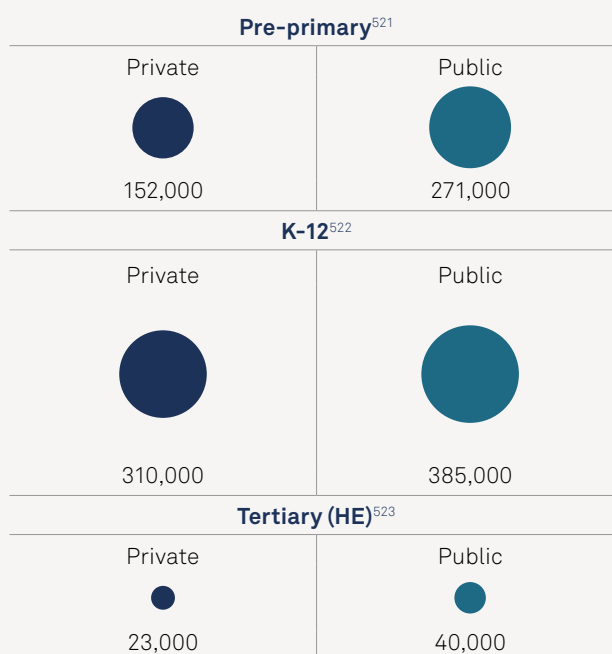 Pre-primary521
Private Public
152,000 271,000
K-12522
Private Public
310,000 385,000
Tertiary (HE)523
Private Public
23,000 40,000